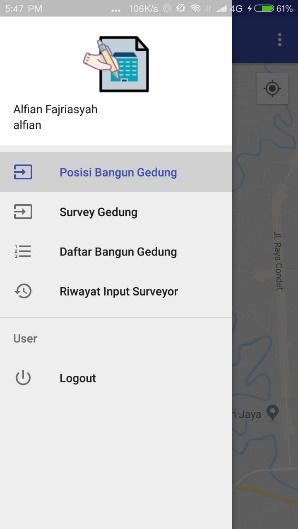 5:47 PM ... 106K/s 4G 61%
Alfian Fajriasyah
alfian
Posisi Bangun Gedung
Survey Gedung
Daftar Bangun Gedung
Riwayat Input Surveyor
User
Logout
Jl. Raya Condet
Jaya